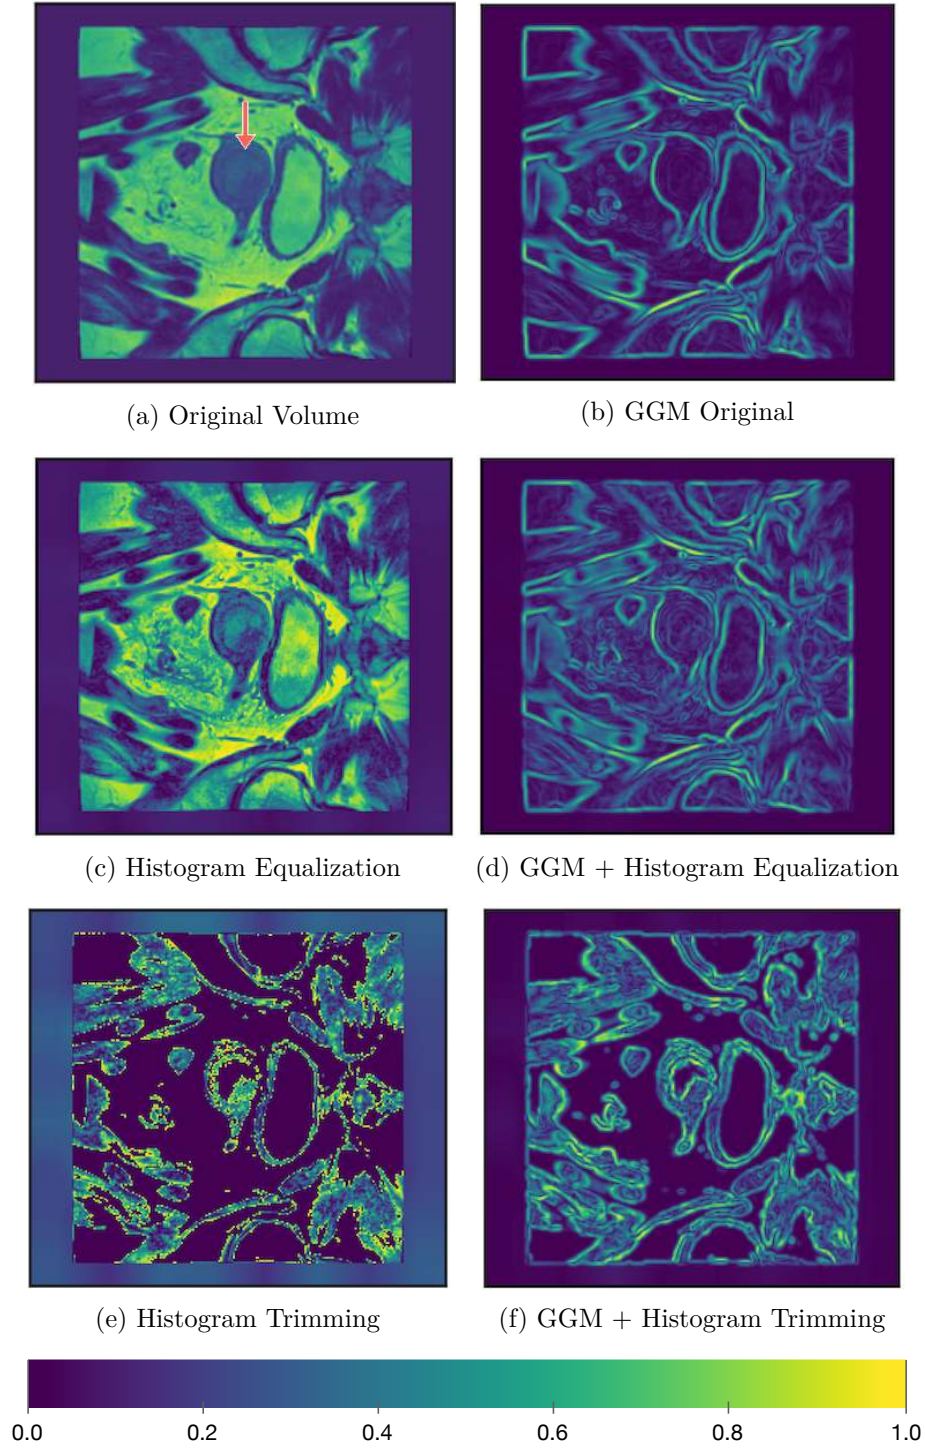 (a) Original Volume
(b) GGM Original
(c) Histogram Equalization
(d) GGM + Histogram Equalization
(e) Histogram Trimming
(f) GGM + Histogram Trimming
0.0 0.2 0.4 0.6 0.8 1.0